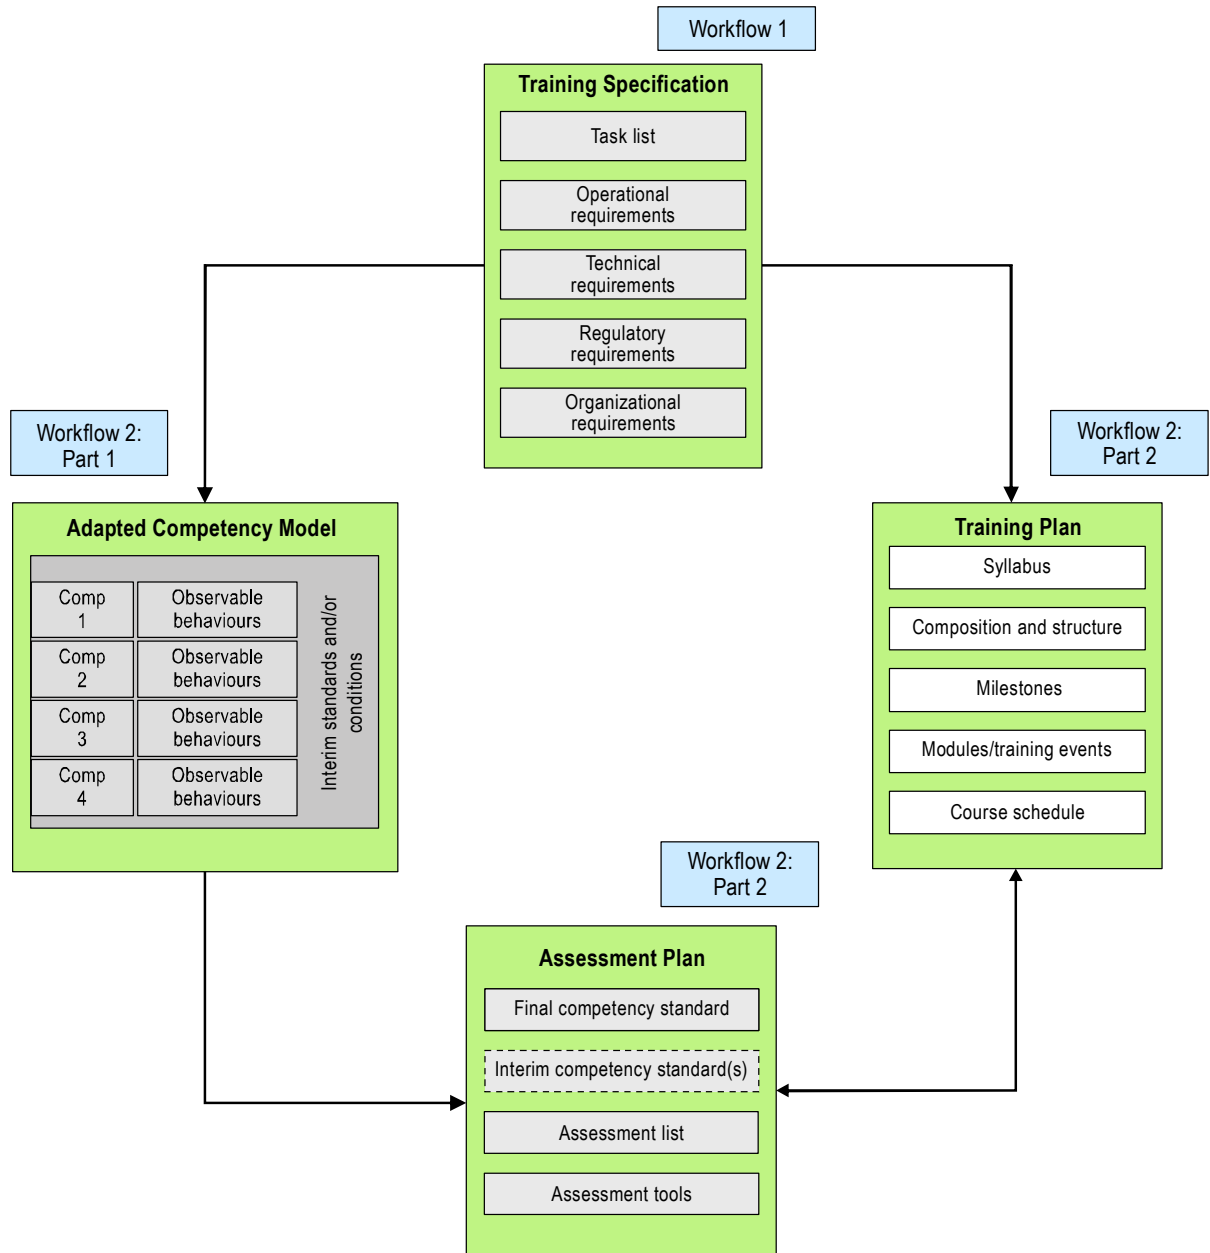 Workflow 1
Training Specification
Task list
Operational
requirements
Technical
requirements
Regulatory
requirements
Organizational
requirements
Workflow 2:
Part 1
Workflow 2:
Part 2
Adapted Competency Model
Comp
1
Observable
behaviours
Comp
2
Observable
behaviours
Comp
3
Observable
behaviours
Comp
4
Observable
behaviours
Interim standards and/or
conditions
Training Plan
Syllabus
Composition and structure
Milestones
Modules/training events
Course schedule
Workflow 2:
Part 2
Assessment Plan
Final competency standard
Interim competency standard(s)
Assessment list
Assessment tools